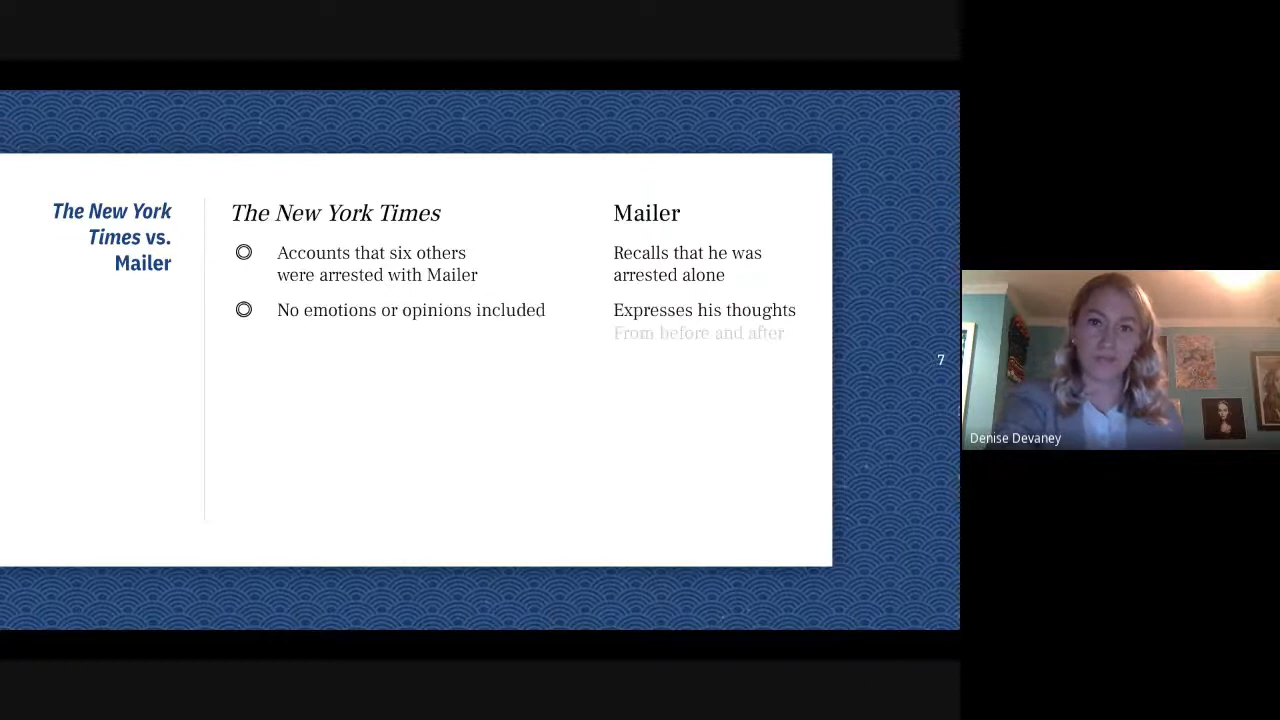 The New York
Times vs.
Mailer
The New York Times
Accounts that six others
were arrested with Mailer
No emotions or opinions included
Mailer
Recalls that he was
arrested alone
Expresses his thoughts
From before and after
7
Denise Devaney